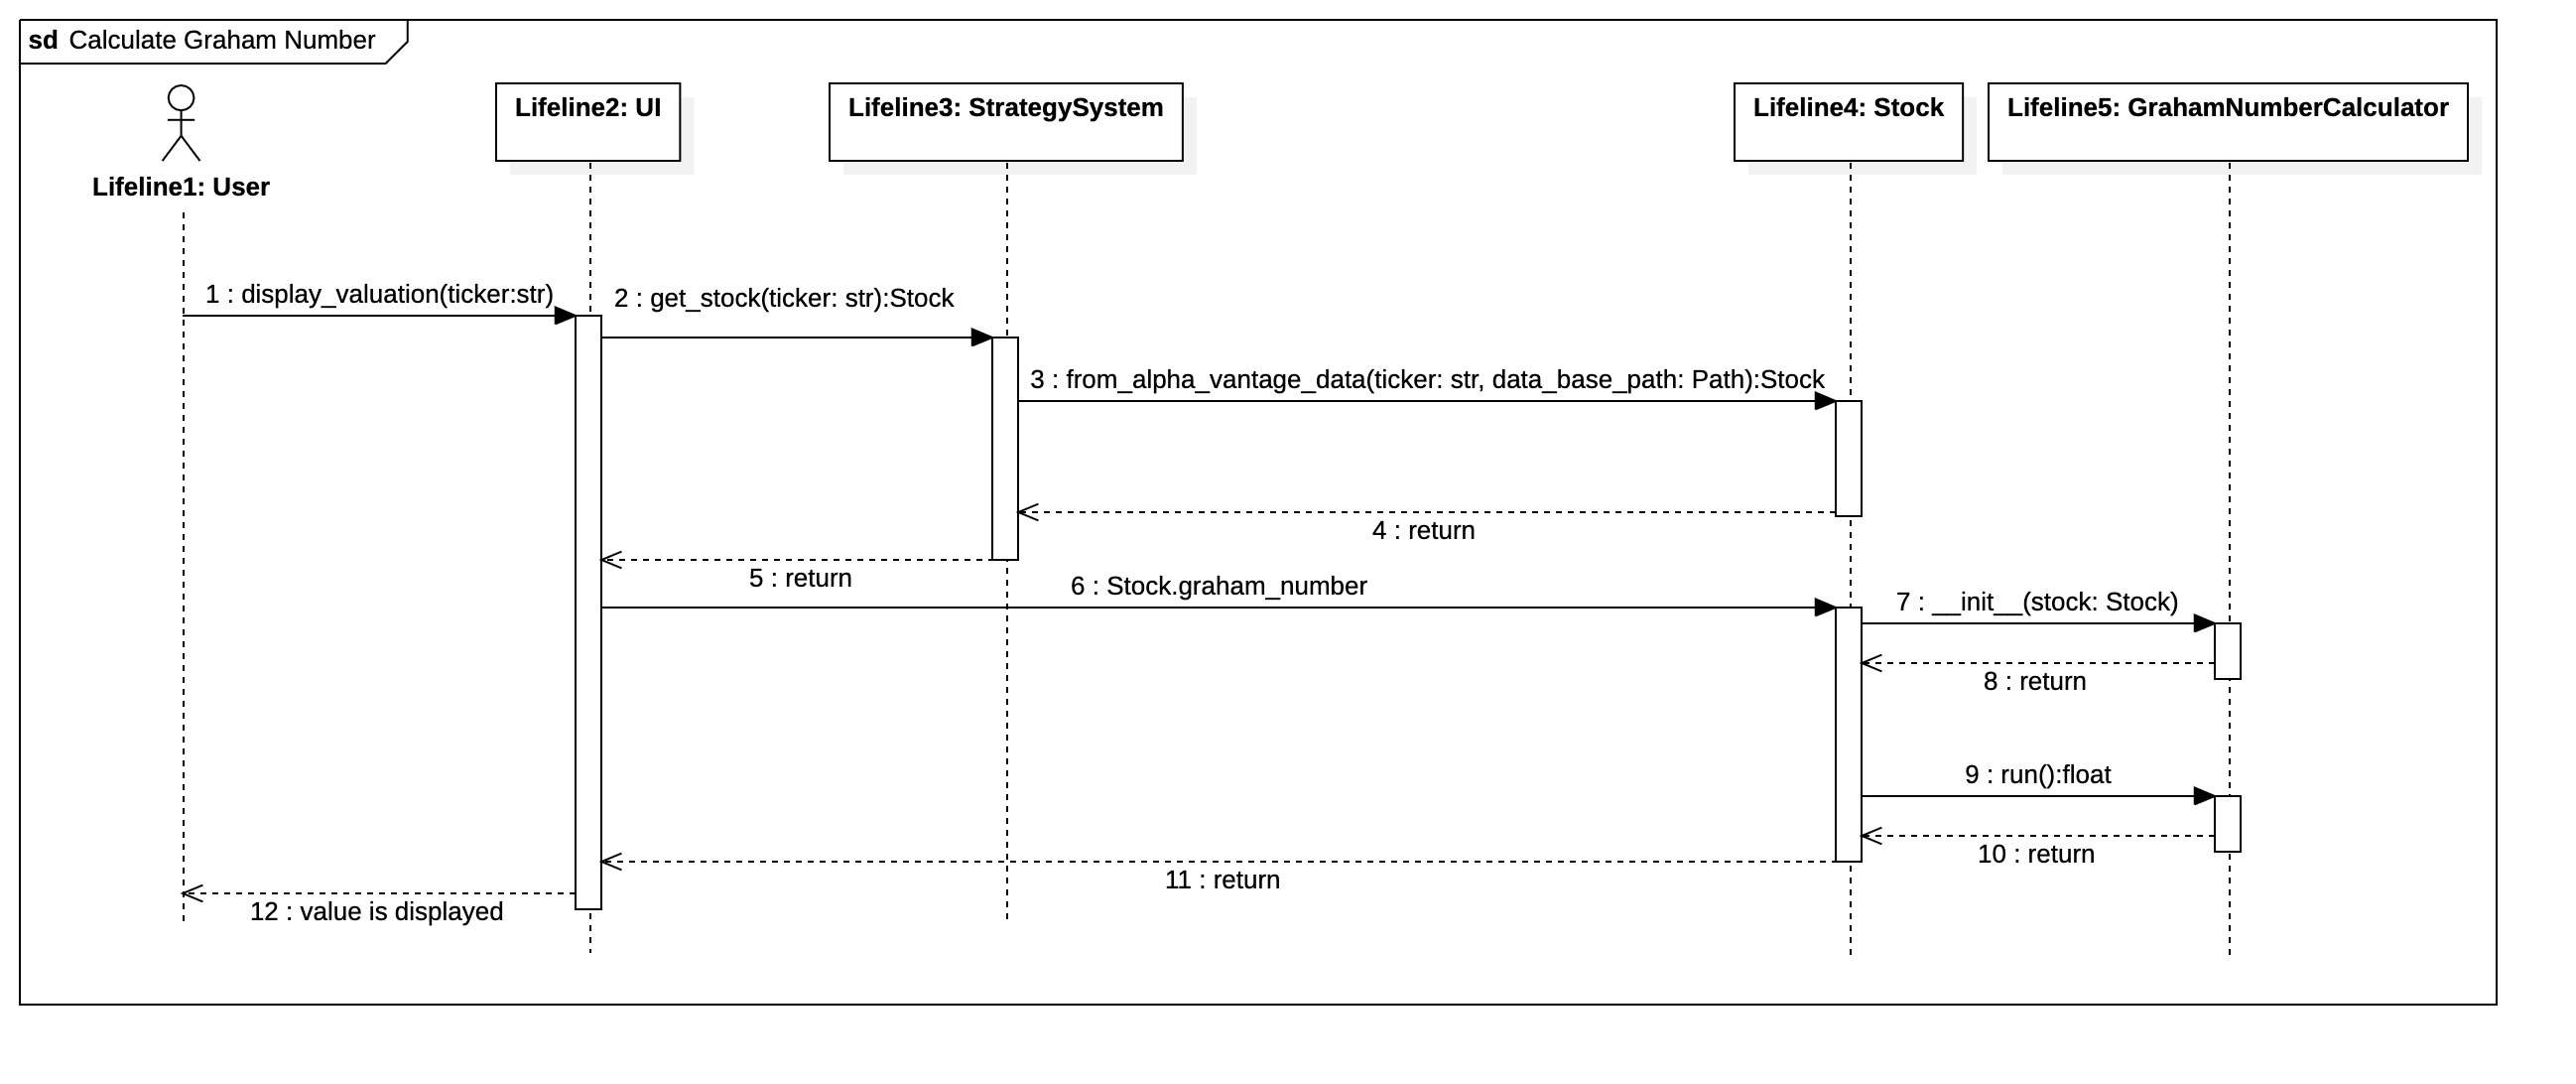 sd Calculate Graham Number
Lifeline1: User
Lifeline2: UI
Lifeline3: StrategySystem
Lifeline4: Stock
Lifeline5: GrahamNumberCalculator
1 : display_valuation(ticker:str)
2 : get_stock(ticker: str):Stock
3 : from_alpha_vantage_data(ticker: str, data_base_path: Path):Stock
4 : return
5 : return
6 : Stock.graham_number
7 : __init__(stock: Stock)
8 : return
9 : run():float
10 : return
11 : return
12 : value is displayed